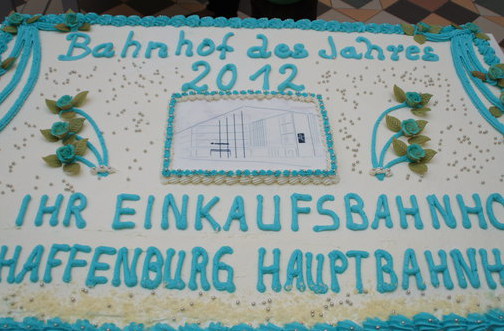 Bahnhof des Jahres
2012
IHR EINKAUFSBAHNHO
HAFFENBURG HAUPTBAHNH